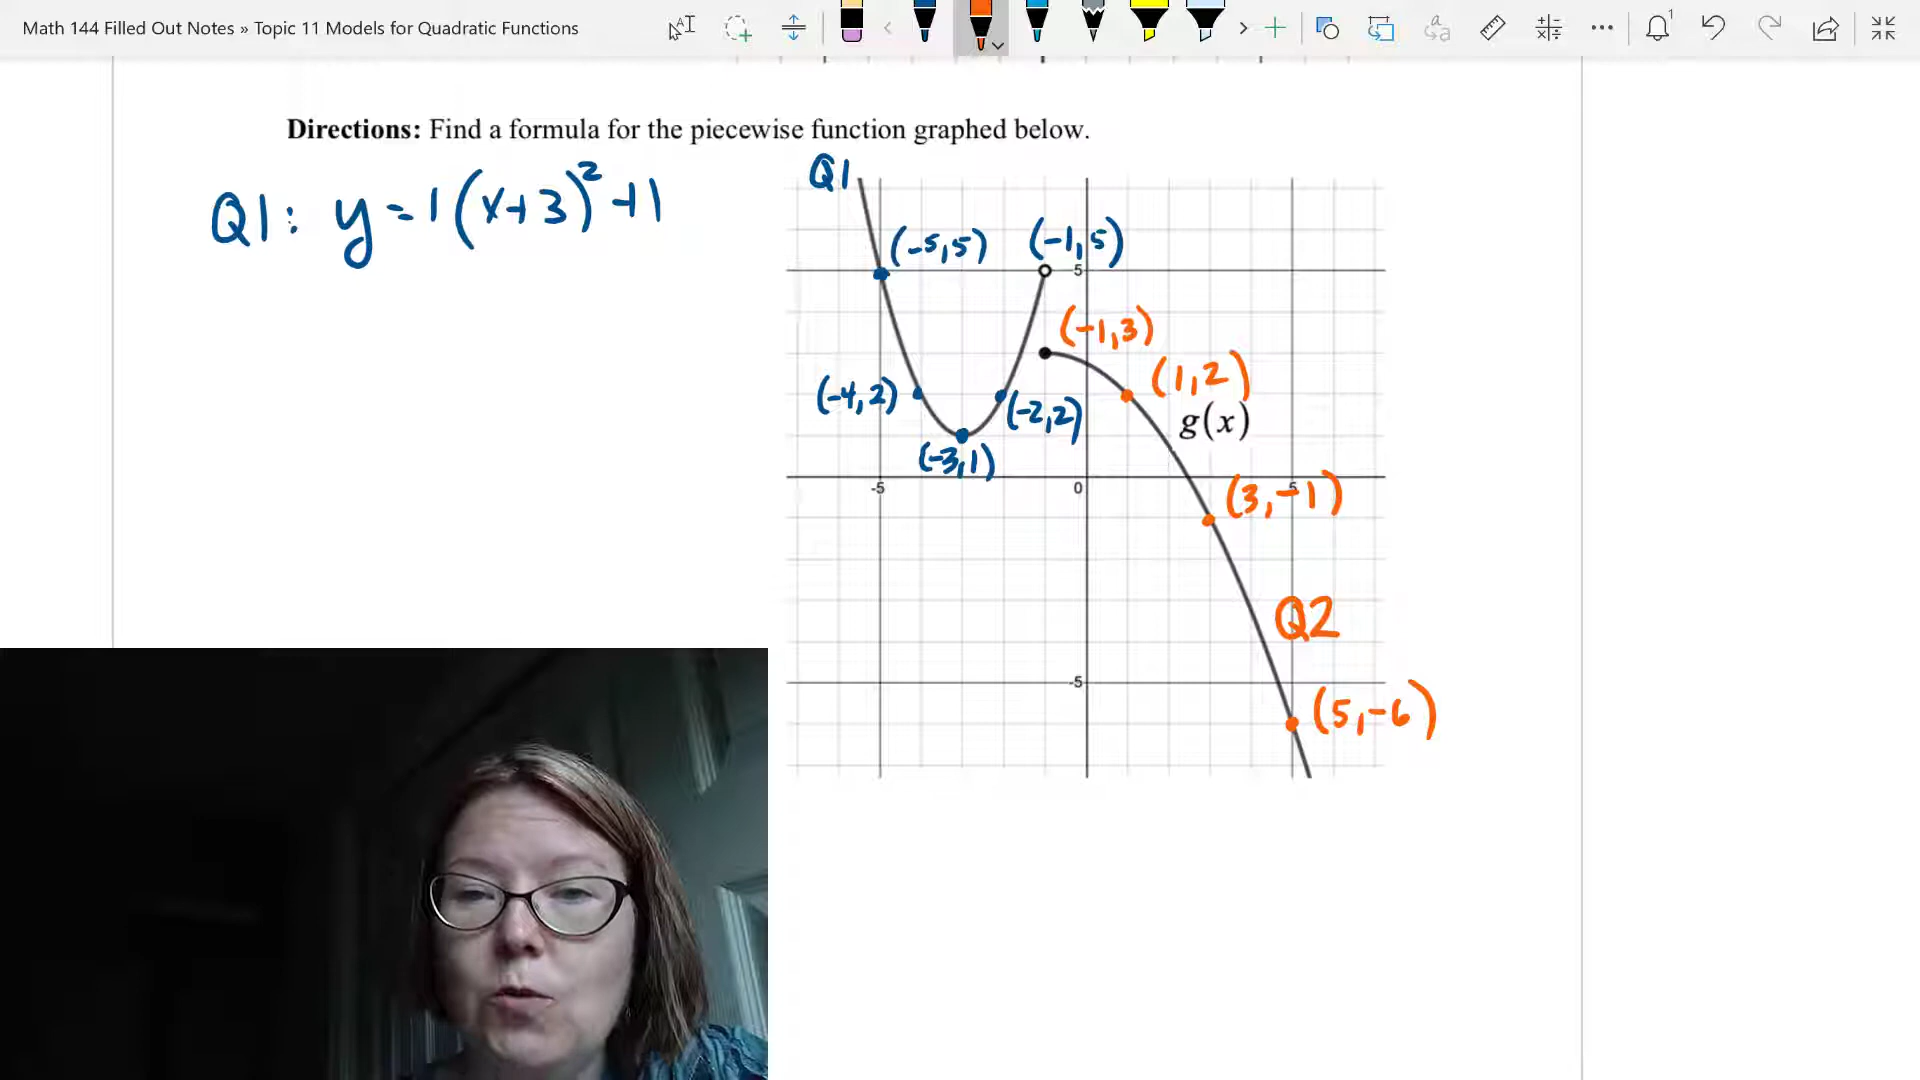 Math 144 Filled Out Notes » Topic 11 Models for Quadratic Functions
Directions: Find a formula for the piecewise function graphed below.
Q1: y = 1(x+3)² +1
Q1
(-5,5)
(-1,5)
5
(-1,3)
(1,2)
(-4,2)
(-2,2)
g(x)
(-3,1)
-5
0
5
(3,-1)
Q2
-5
(5,-6)
1